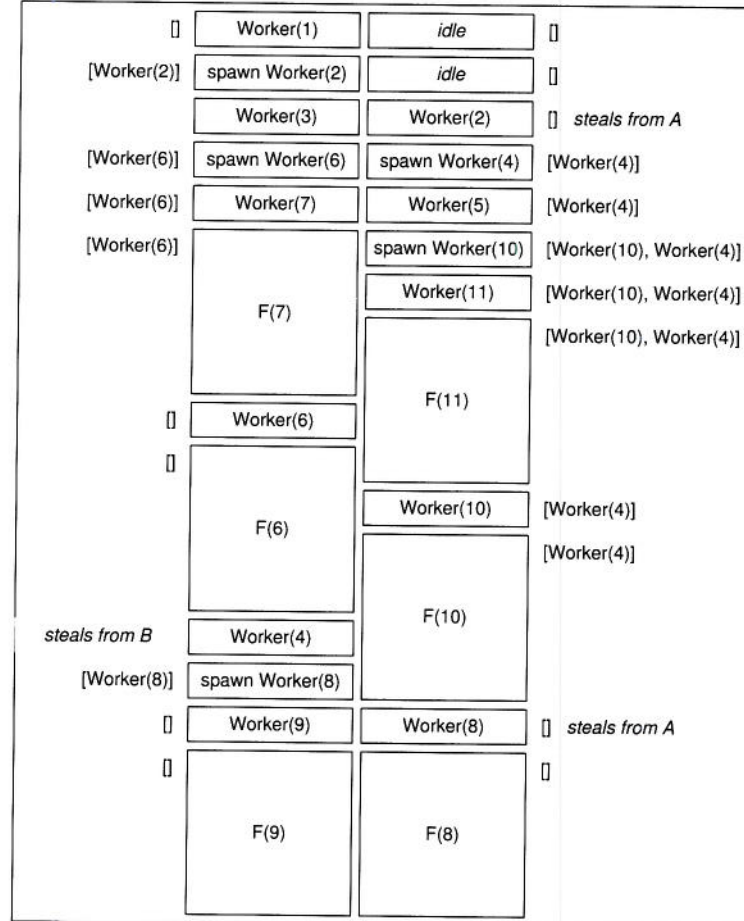 [] Worker(1) idle []
[Worker(2)] spawn Worker(2) idle []
Worker(3) Worker(2) [] steals from A
[Worker(6)] spawn Worker(6) spawn Worker(4) [Worker(4)]
[Worker(6)] Worker(7) Worker(5) [Worker(4)]
[Worker(6)] spawn Worker(10) [Worker(10), Worker(4)]
Worker(11) [Worker(10), Worker(4)]
F(7) [Worker(10), Worker(4)]
F(11)
[] Worker(6)
[]
Worker(10) [Worker(4)]
F(6) [Worker(4)]
F(10)
steals from B Worker(4)
[Worker(8)] spawn Worker(8)
[] Worker(9) Worker(8) [] steals from A
[] []
F(9) F(8)